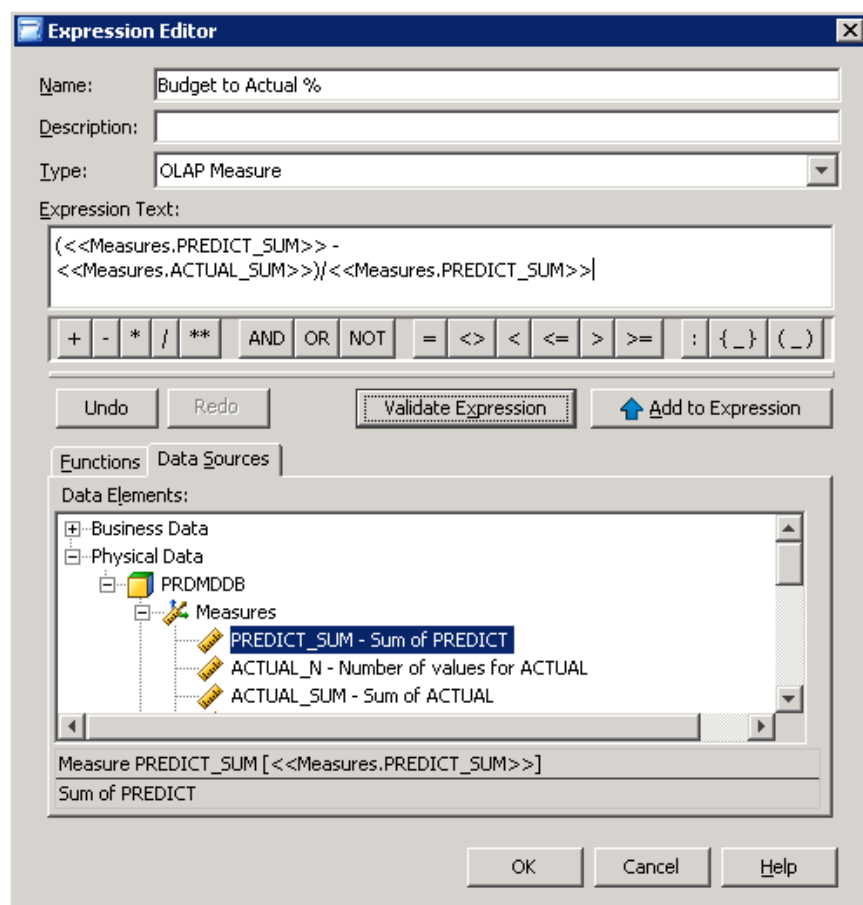 Expression Editor
Name: Budget to Actual %
Description:
Type: OLAP Measure
Expression Text:
(<<Measures.PREDICT_SUM>> -
<<Measures.ACTUAL_SUM>>)/<<Measures.PREDICT_SUM>>
+ - * / ** AND OR NOT = <> < <= > >= : {_} (_)
Undo Redo Validate Expression Add to Expression
Functions Data Sources
Data Elements:
Business Data
Physical Data
PRDMDDB
Measures
PREDICT_SUM - Sum of PREDICT
ACTUAL_N - Number of values for ACTUAL
ACTUAL_SUM - Sum of ACTUAL
Measure PREDICT_SUM [<<Measures.PREDICT_SUM>>]
Sum of PREDICT
OK Cancel Help